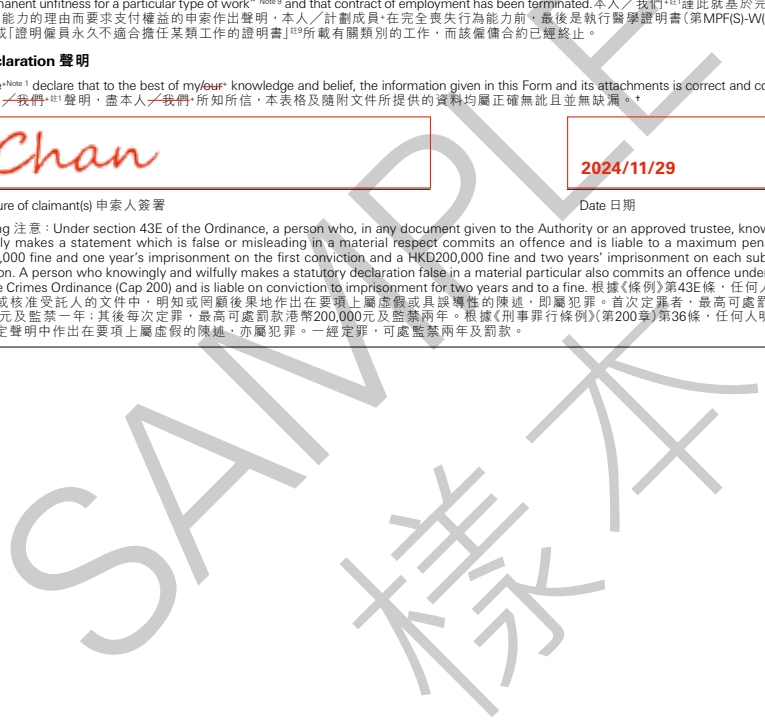 manent unfitness for a particular type of work" Note 9 and that contract of employment has been terminated.本人／我們+註1謹此就基於完
能力的理由而要求支付權益的申索作出聲明，本人／計劃成員+在完全喪失行為能力前，最後是執行醫學證明書(第MPF(S)-W(
或「證明僱員永久不適合擔任某類工作的證明書」註9所載有關類別的工作，而該僱傭合約已經終止。
claration 聲明
+Note 1 declare that to the best of my/our+ knowledge and belief, the information given in this Form and its attachments is correct and co
／我們+註1聲明，盡本人／我們+所知所信，本表格及隨附文件所提供的資料均屬正確無訛且並無缺漏。†
Chan
2024/11/29
ure of claimant(s) 申索人簽署
Date 日期
ng 注意：Under section 43E of the Ordinance, a person who, in any document given to the Authority or an approved trustee, know
ly makes a statement which is false or misleading in a material respect commits an offence and is liable to a maximum pen
,000 fine and one year's imprisonment on the first conviction and a HKD200,000 fine and two years' imprisonment on each sub
on. A person who knowingly and wilfully makes a statutory declaration false in a material particular also commits an offence under
e Crimes Ordinance (Cap 200) and is liable on conviction to imprisonment for two years and to a fine. 根據《條例》第43E條，任何人
或核准受託人的文件中，明知或罔顧後果地作出在要項上屬虛假或具誤導性的陳述，即屬犯罪。首次定罪者，最高可處罰
元及監禁一年；其後每次定罪，最高可處罰款港幣200,000元及監禁兩年。根據《刑事罪行條例》(第200章)第36條，任何人明
定聲明中作出在要項上屬虛假的陳述，亦屬犯罪。一經定罪，可處監禁兩年及罰款。
SAMPLE
樣本